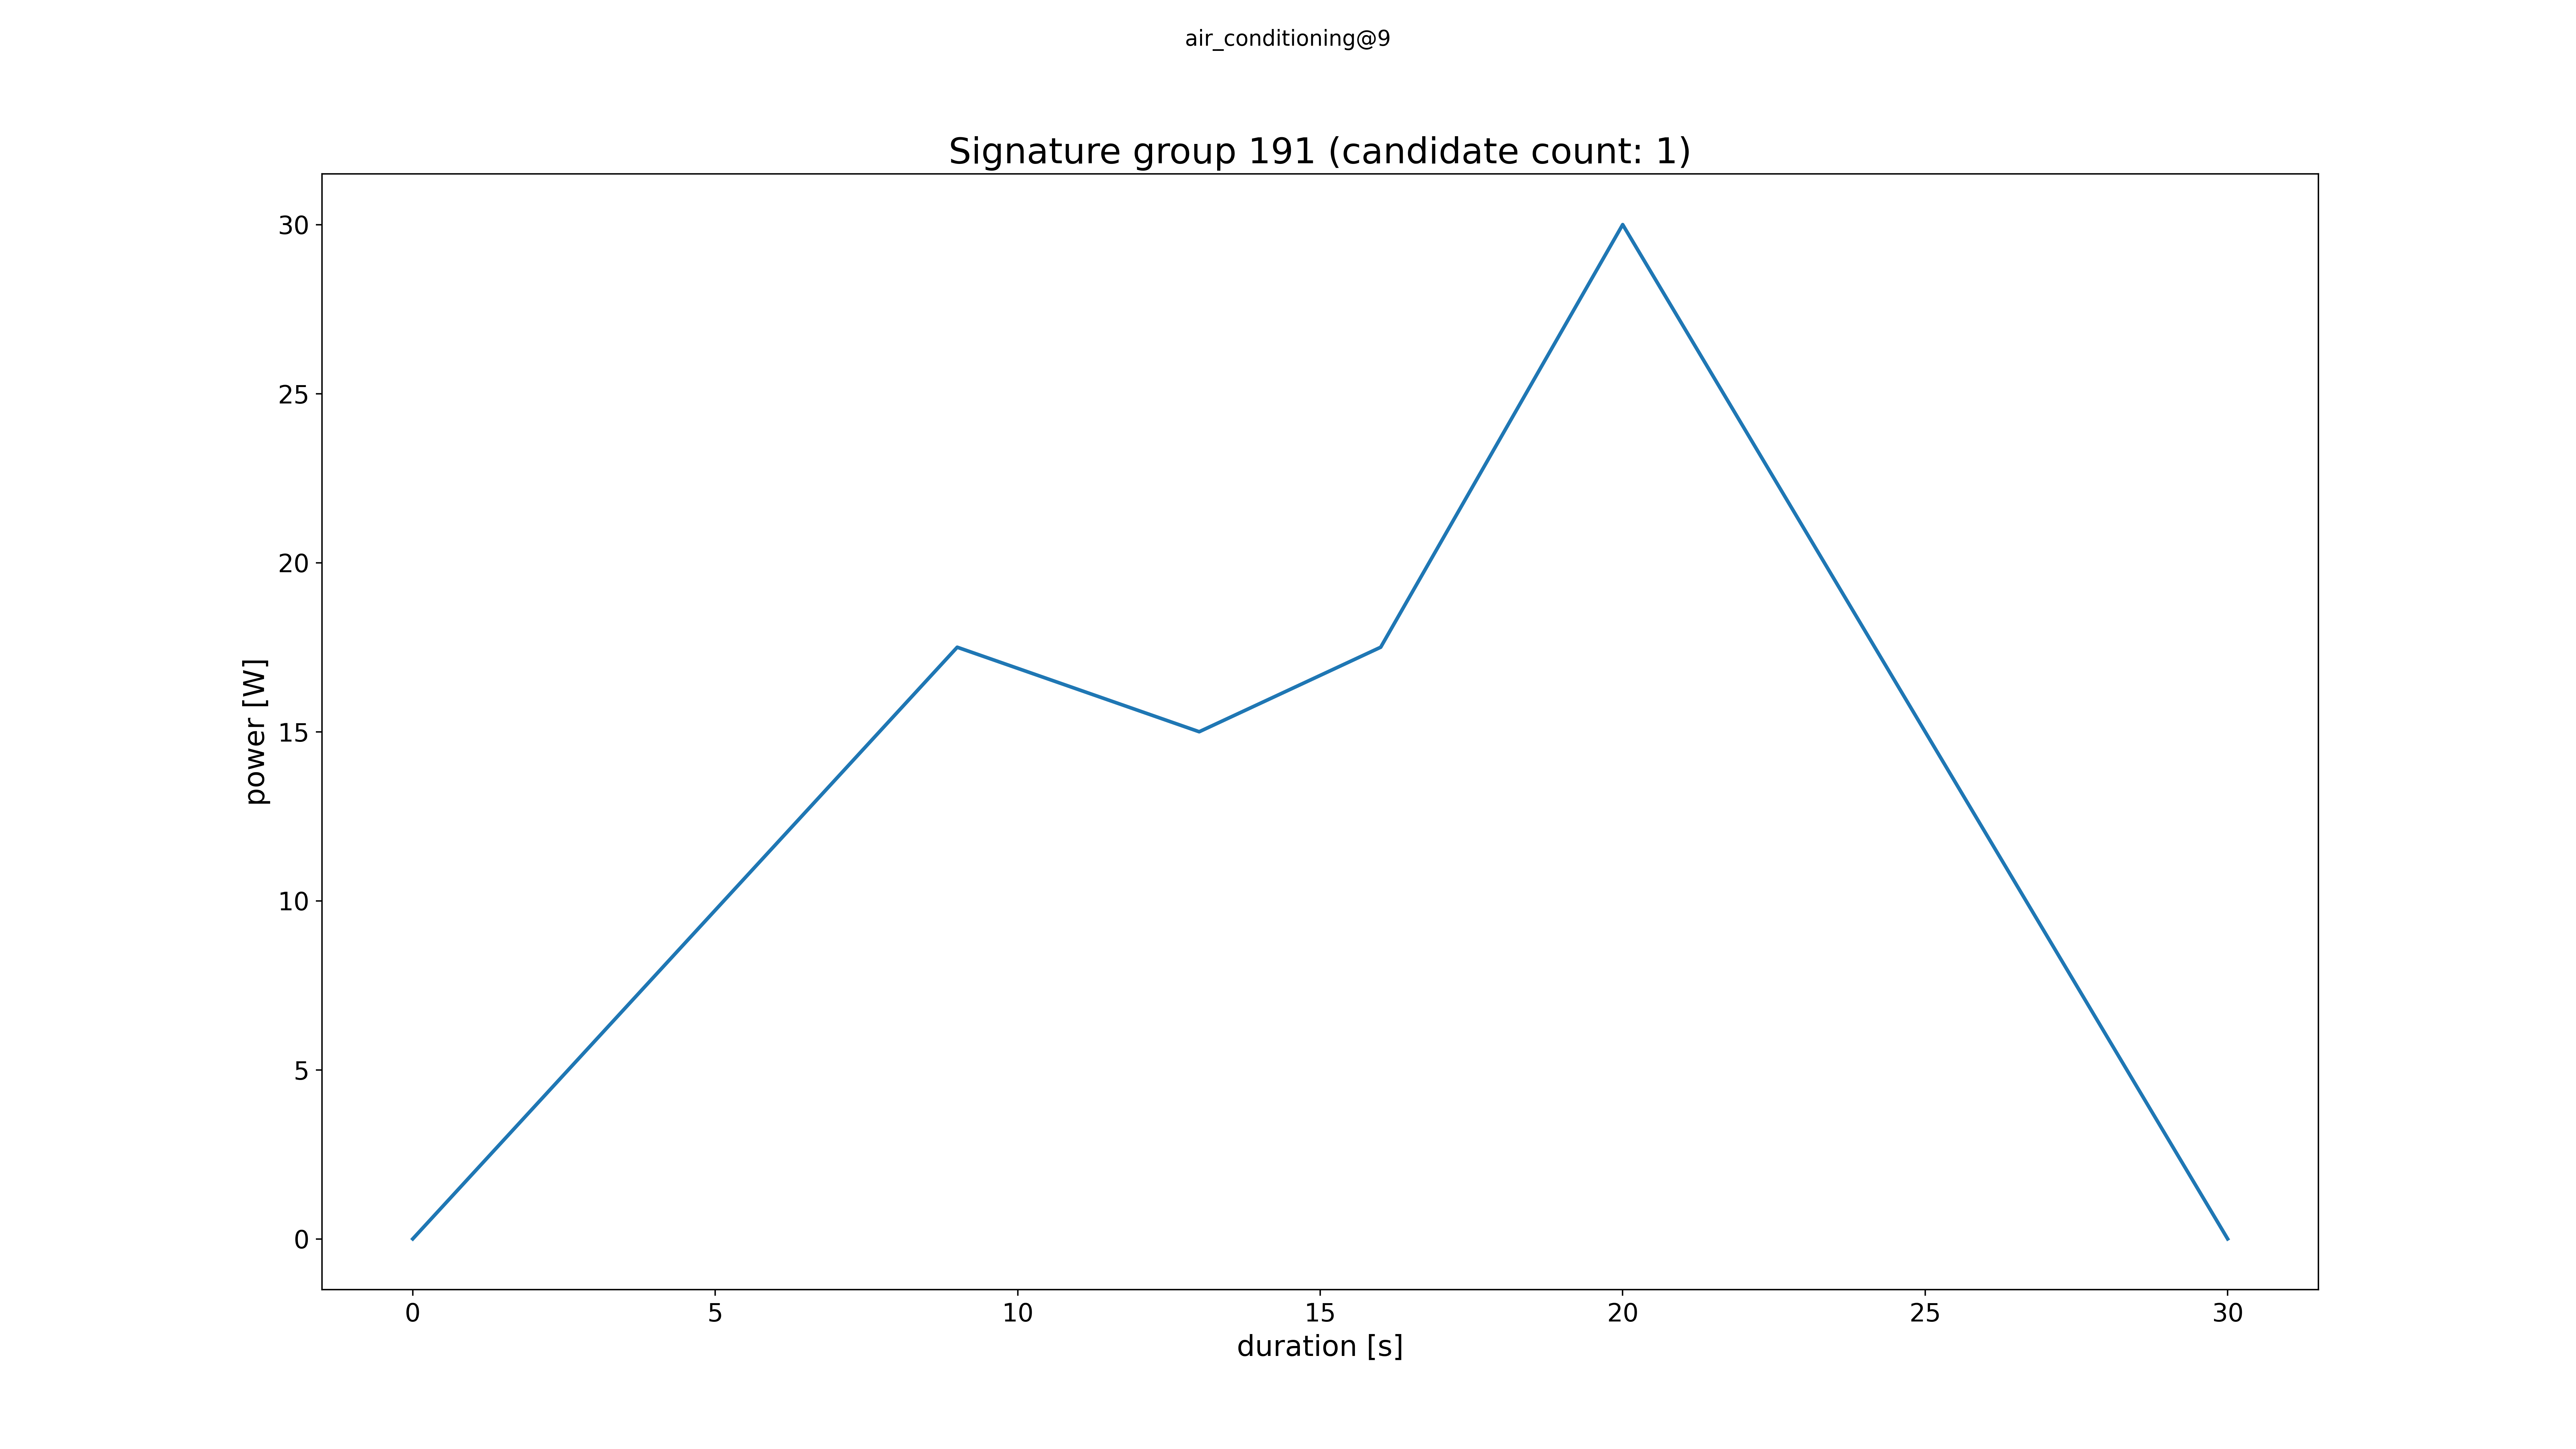 air_conditioning@9
Signature group 191 (candidate count: 1)
30
25
20
15
10
5
0
power [W]
0 5 10 15 20 25 30
duration [s]